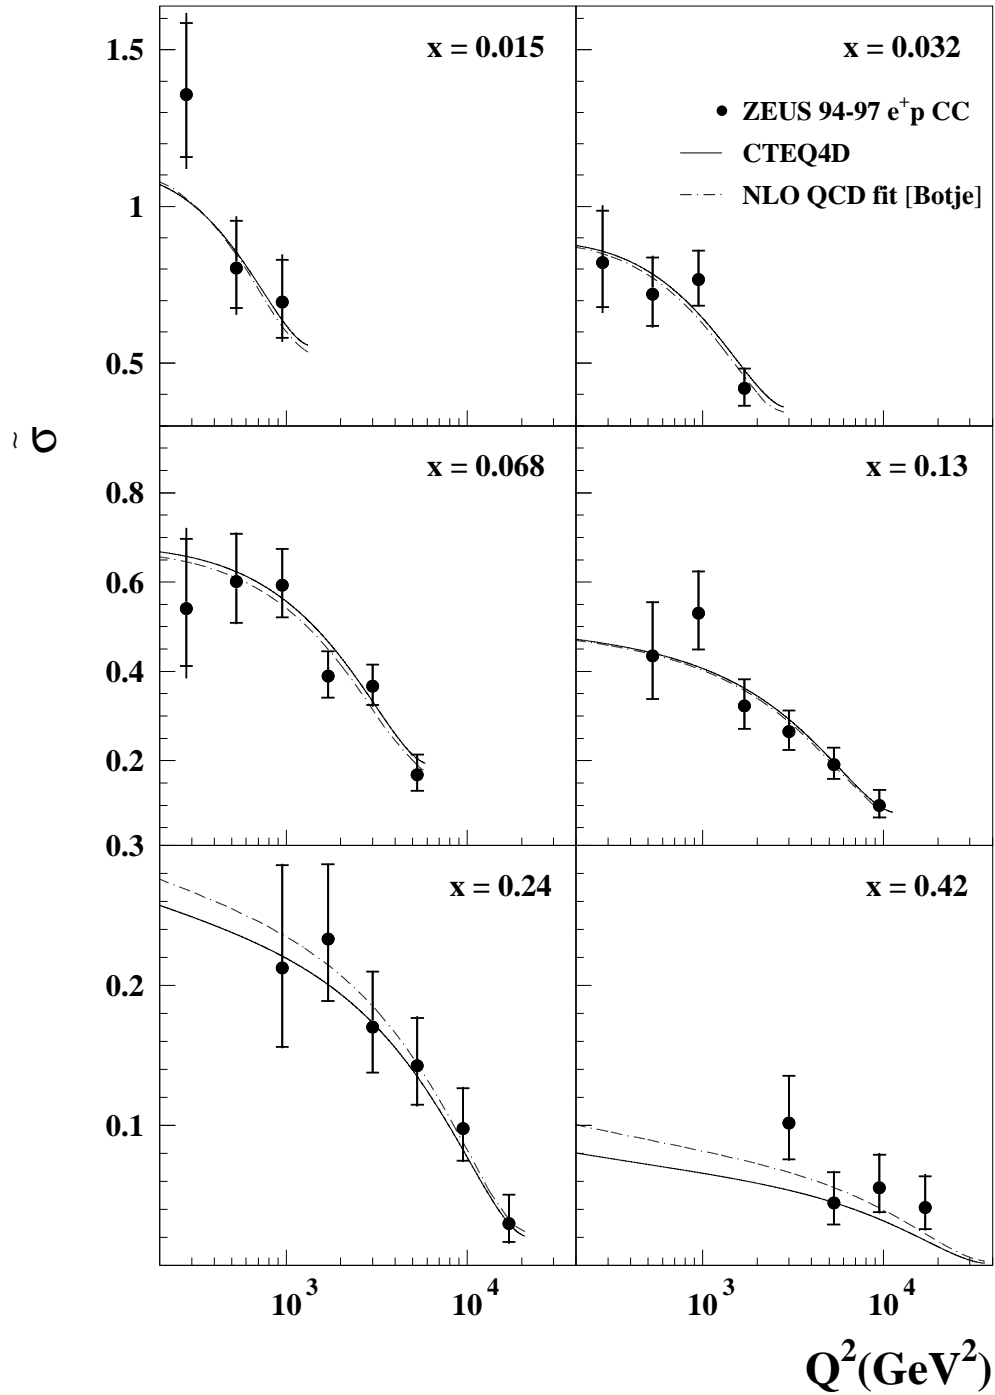 1.5
x = 0.015
x = 0.032
ZEUS 94-97 e⁺p CC
CTEQ4D
NLO QCD fit [Botje]
1
0.5
σ̃
x = 0.068
x = 0.13
0.8
0.6
0.4
0.2
0.3
x = 0.24
x = 0.42
0.2
0.1
10³
10⁴
10³
10⁴
Q²(GeV²)